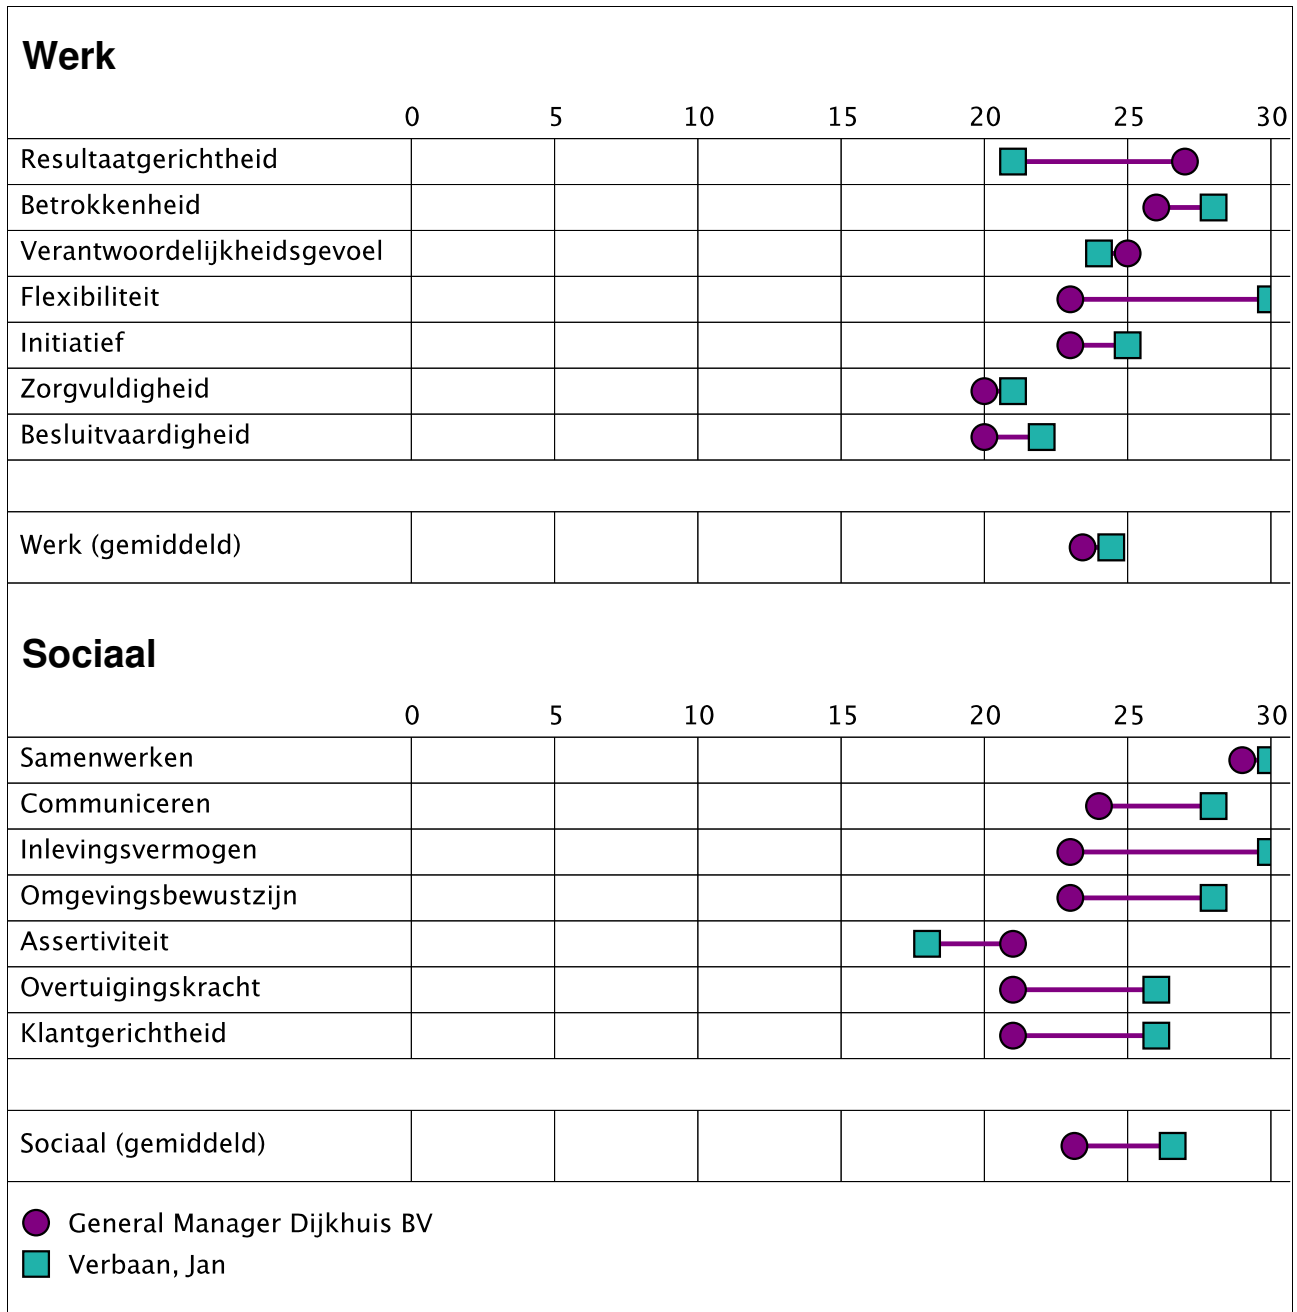 Werk
0 5 10 15 20 25 30
Resultaatgerichtheid
Betrokkenheid
Verantwoordelijkheidsgevoel
Flexibiliteit
Initiatief
Zorgvuldigheid
Besluitvaardigheid
Werk (gemiddeld)
Sociaal
0 5 10 15 20 25 30
Samenwerken
Communiceren
Inlevingsvermogen
Omgevingsbewustzijn
Assertiviteit
Overtuigingskracht
Klantgerichtheid
Sociaal (gemiddeld)
General Manager Dijkhuis BV
Verbaan, Jan